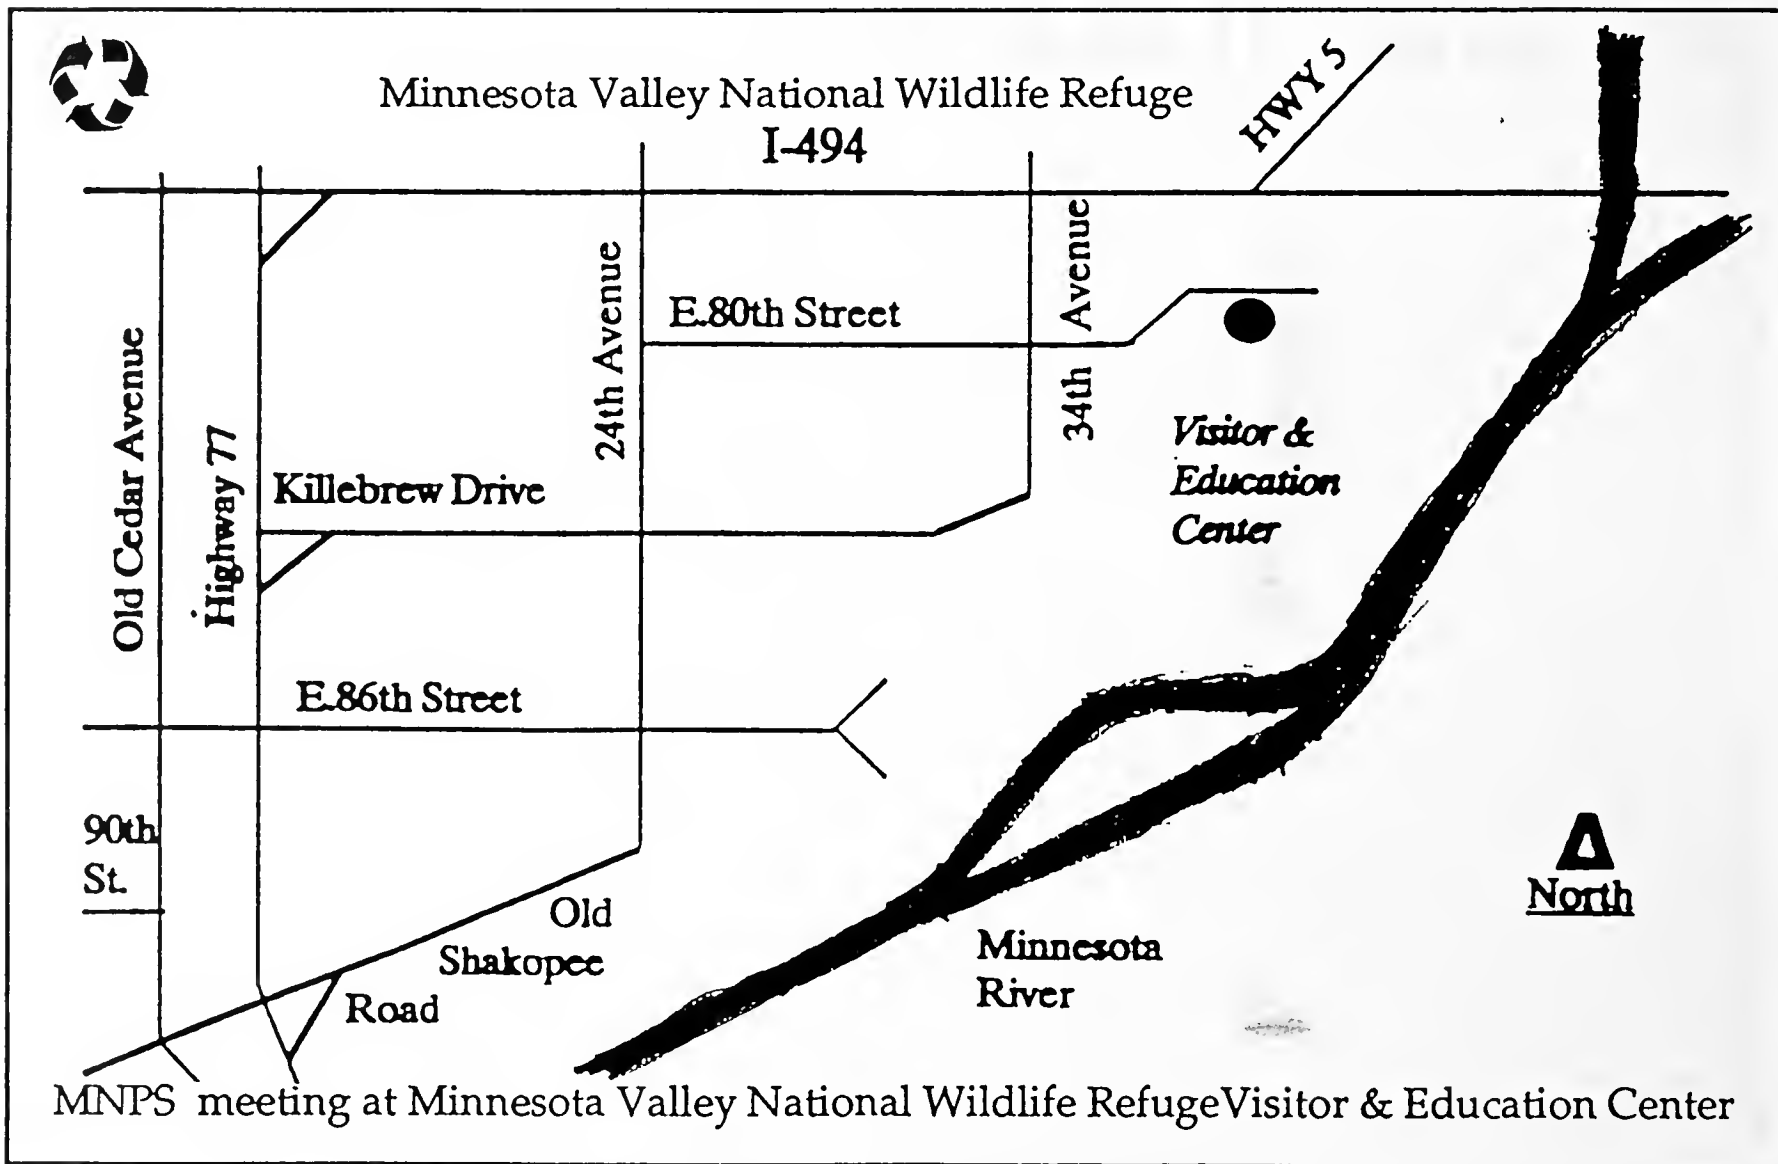 Minnesota Valley National Wildlife Refuge
I-494
HWY 5
Old Cedar Avenue
Highway 77
24th Avenue
34th Avenue
E.80th Street
Killebrew Drive
Visitor &
Education
Center
E.86th Street
90th
St.
Old
Shakopee
Road
Minnesota
River
North
MNPS meeting at Minnesota Valley National Wildlife RefugeVisitor & Education Center